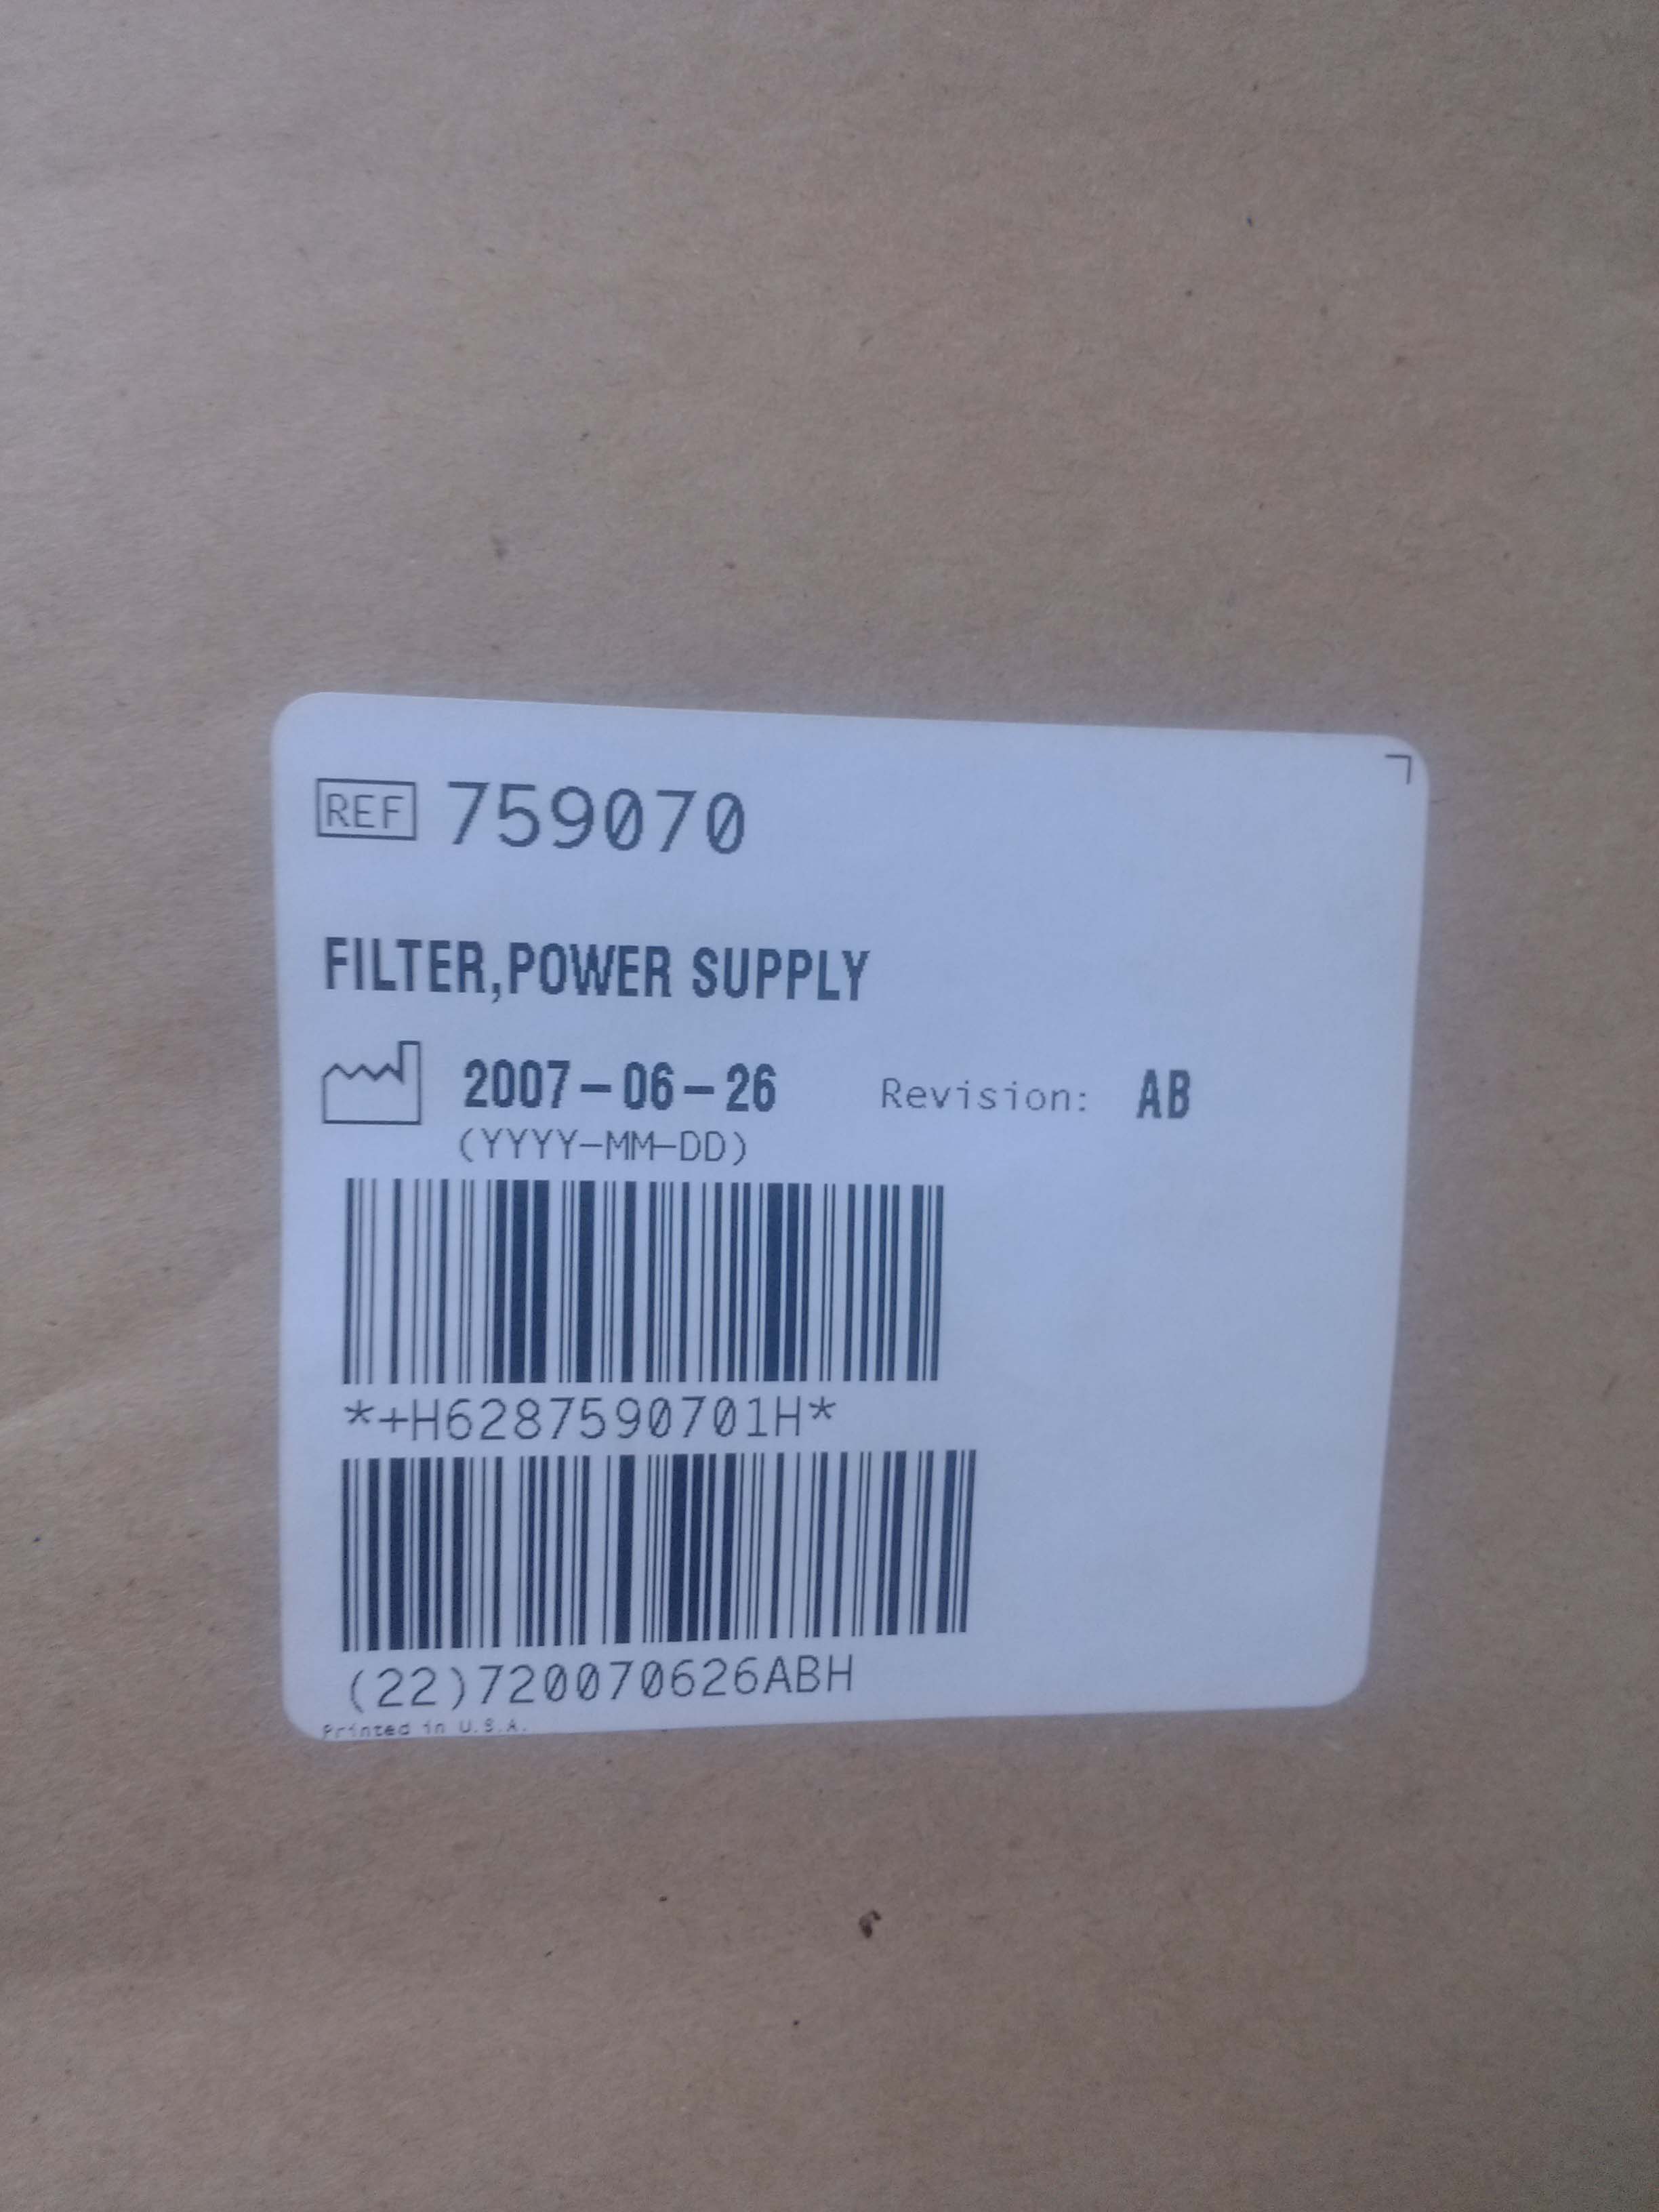 REF 759070
FILTER,POWER SUPPLY
2007-06-26 Revision: AB
(YYYY-MM-DD)
*+H6287590701H*
(22)720070626ABH
Printed in U.S.A.